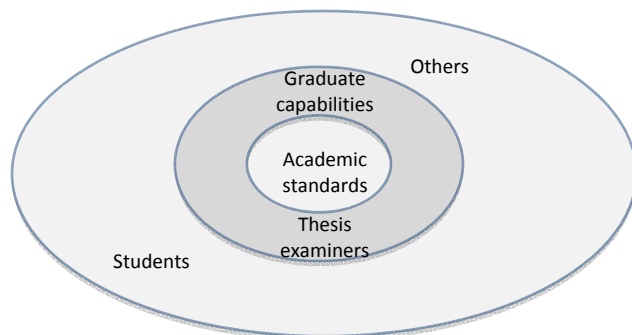 Others
Graduate
capabilities
Academic
standards
Thesis
examiners
Students